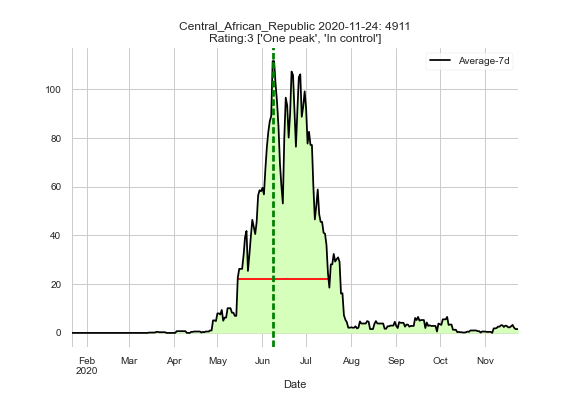 Central_African_Republic 2020-11-24: 4911
Rating:3 ['One peak', 'In control']
Average-7d
100
80
60
40
20
0
Feb Mar Apr May Jun Jul Aug Sep Oct Nov
2020
Date